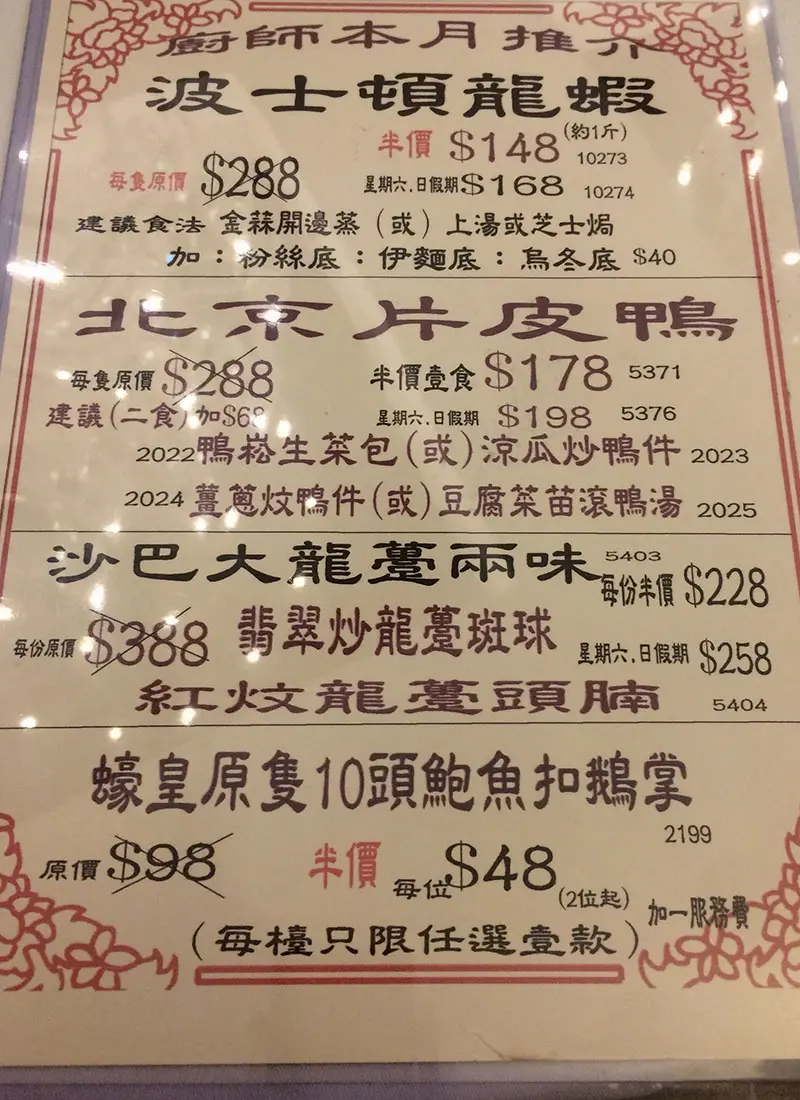 廚師本月推介
波士頓龍蝦
半價 $148 (約1斤) 10273
每隻原價 $288 星期六.日假期 $168 10274
建議食法 金蒜開邊蒸（或）上湯或芝士焗
加：粉絲底：伊麵底：烏冬底 $40
北京片皮鴨
每隻原價 $288 半價壹食 $178 5371
建議(二食)加$68 星期六.日假期 $198 5376
2022 鴨崧生菜包(或)涼瓜炒鴨件 2023
2024 薑蔥炆鴨件(或)豆腐菜苗滾鴨湯 2025
沙巴大龍躉兩味 5403 每份半價 $228
每份原價 $388 翡翠炒龍躉斑球 星期六.日假期 $258
紅炆龍躉頭腩 5404
蠔皇原隻10頭鮑魚扣鵝掌
2199
原價 $98 半價 每位 $48 (2位起) 加一服務費
（每檯只限任選壹款）